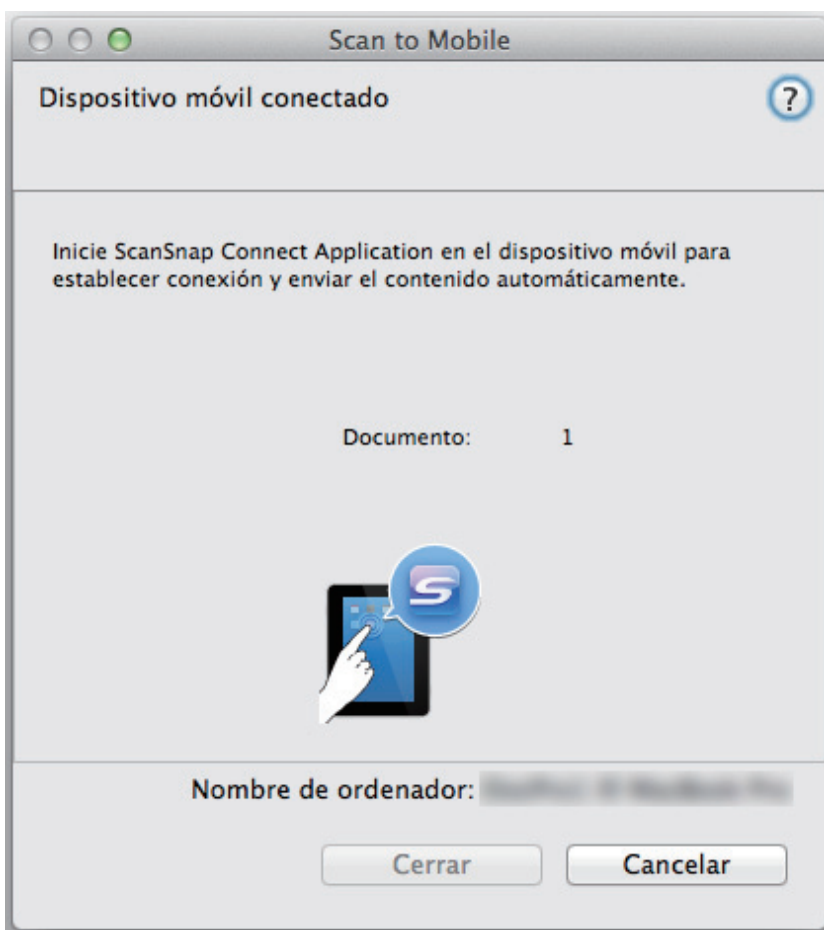 Scan to Mobile
Dispositivo móvil conectado
?
Inicie ScanSnap Connect Application en el dispositivo móvil para
establecer conexión y enviar el contenido automáticamente.
Documento: 1
S
Nombre de ordenador:
Cerrar Cancelar